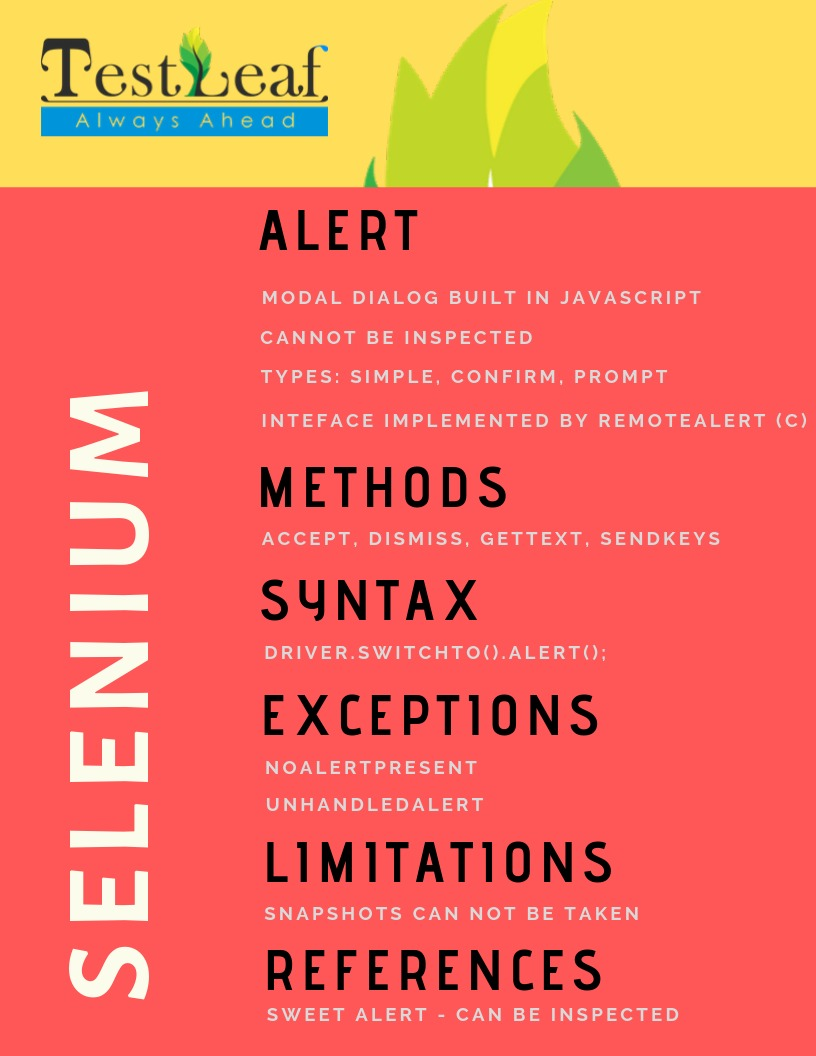 TestLeaf
Always Ahead
SELENIUM
ALERT
MODAL DIALOG BUILT IN JAVASCRIPT
CANNOT BE INSPECTED
TYPES: SIMPLE, CONFIRM, PROMPT
INTEFACE IMPLEMENTED BY REMOTEALERT (C)
METHODS
ACCEPT, DISMISS, GETTEXT, SENDKEYS
SYNTAX
DRIVER.SWITCHTO().ALERT();
EXCEPTIONS
NOALERTPRESENT
UNHANDLEDALERT
LIMITATIONS
SNAPSHOTS CAN NOT BE TAKEN
REFERENCES
SWEET ALERT - CAN BE INSPECTED